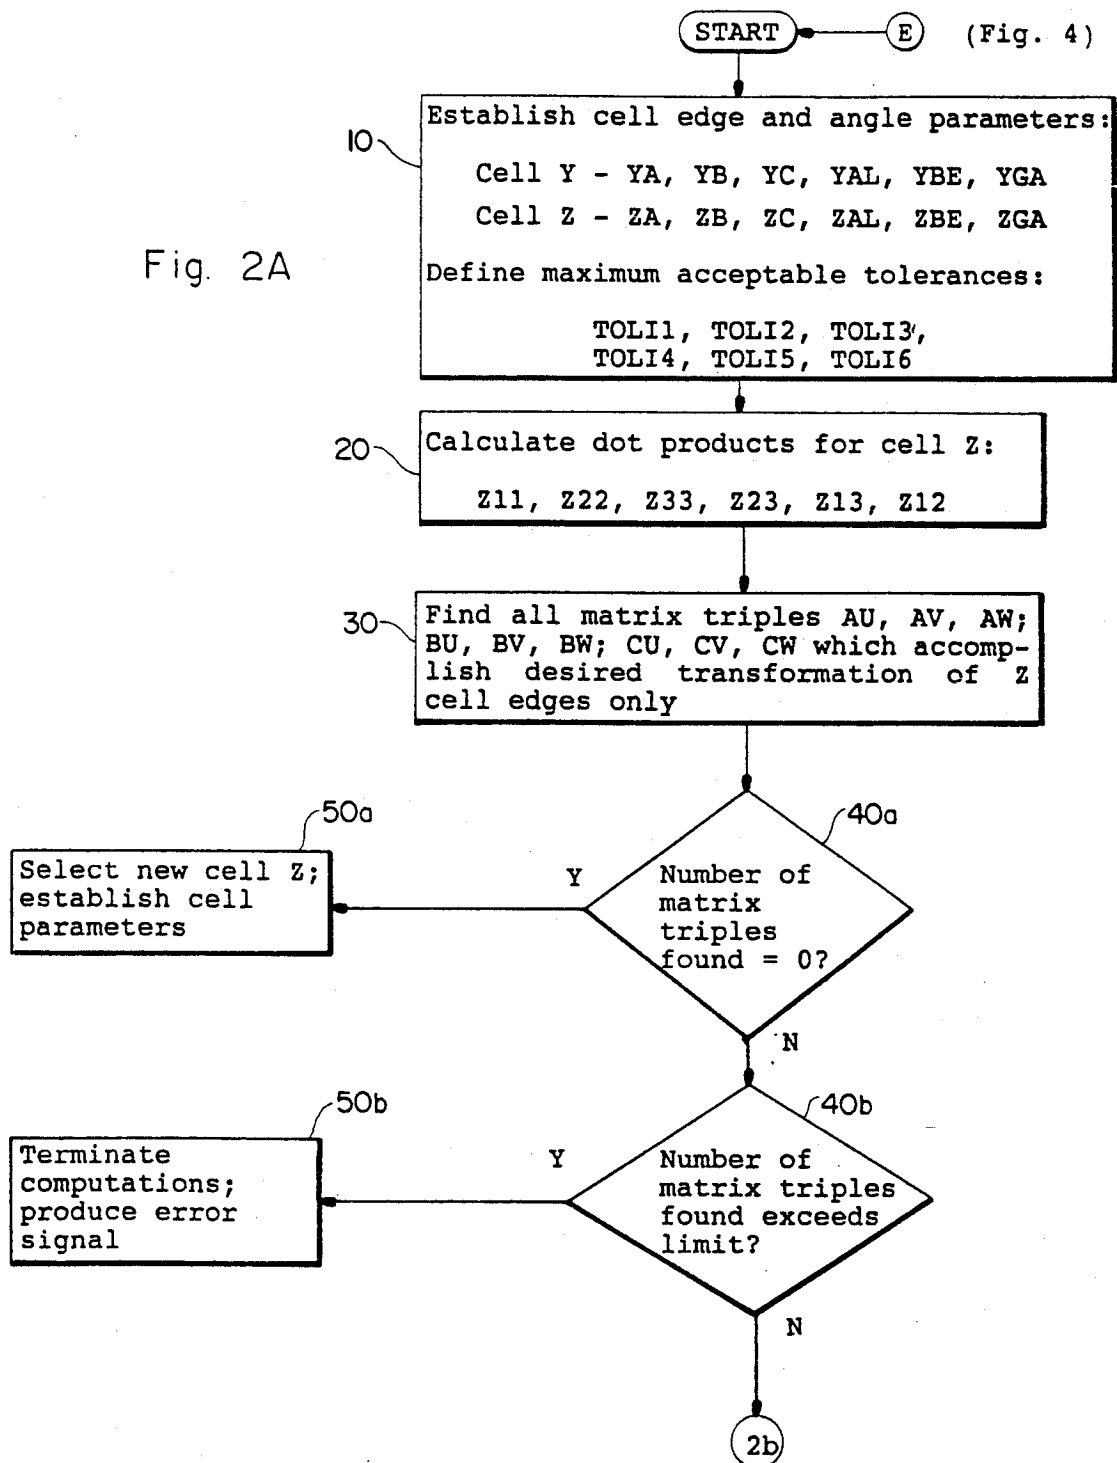 START E (Fig. 4)
Establish cell edge and angle parameters:
10
Cell Y - YA, YB, YC, YAL, YBE, YGA
Cell Z - ZA, ZB, ZC, ZAL, ZBE, ZGA
Fig. 2A
Define maximum acceptable tolerances:
TOLI1, TOLI2, TOLI3,
TOLI4, TOLI5, TOLI6
20
Calculate dot products for cell Z:
Z11, Z22, Z33, Z23, Z13, Z12
30
Find all matrix triples AU, AV, AW;
BU, BV, BW; CU, CV, CW which accomp-
lish desired transformation of Z
cell edges only
50a
Select new cell Z;
establish cell
parameters
Y
40a
Number of
matrix
triples
found = 0?
N
50b
Terminate
computations;
produce error
signal
Y
40b
Number of
matrix triples
found exceeds
limit?
N
2b